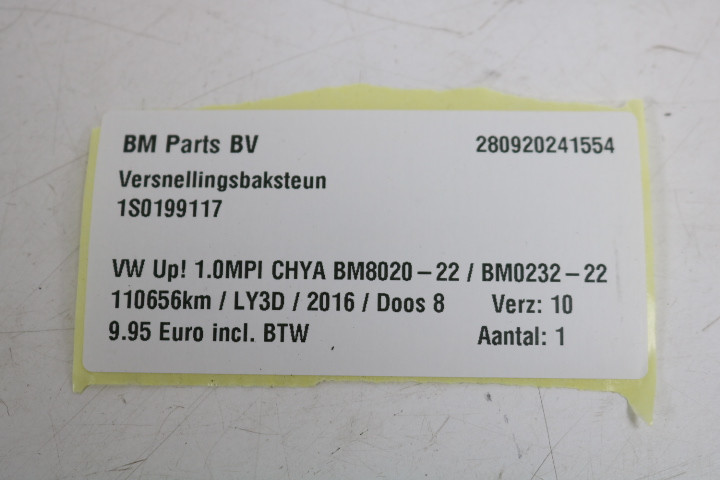 BM Parts BV 280920241554
Versnellingsbaksteun
1S0199117
VW Up! 1.0MPI CHYA BM8020-22 / BM0232-22
110656km / LY3D / 2016 / Doos 8 Verz: 10
9.95 Euro incl. BTW Aantal: 1